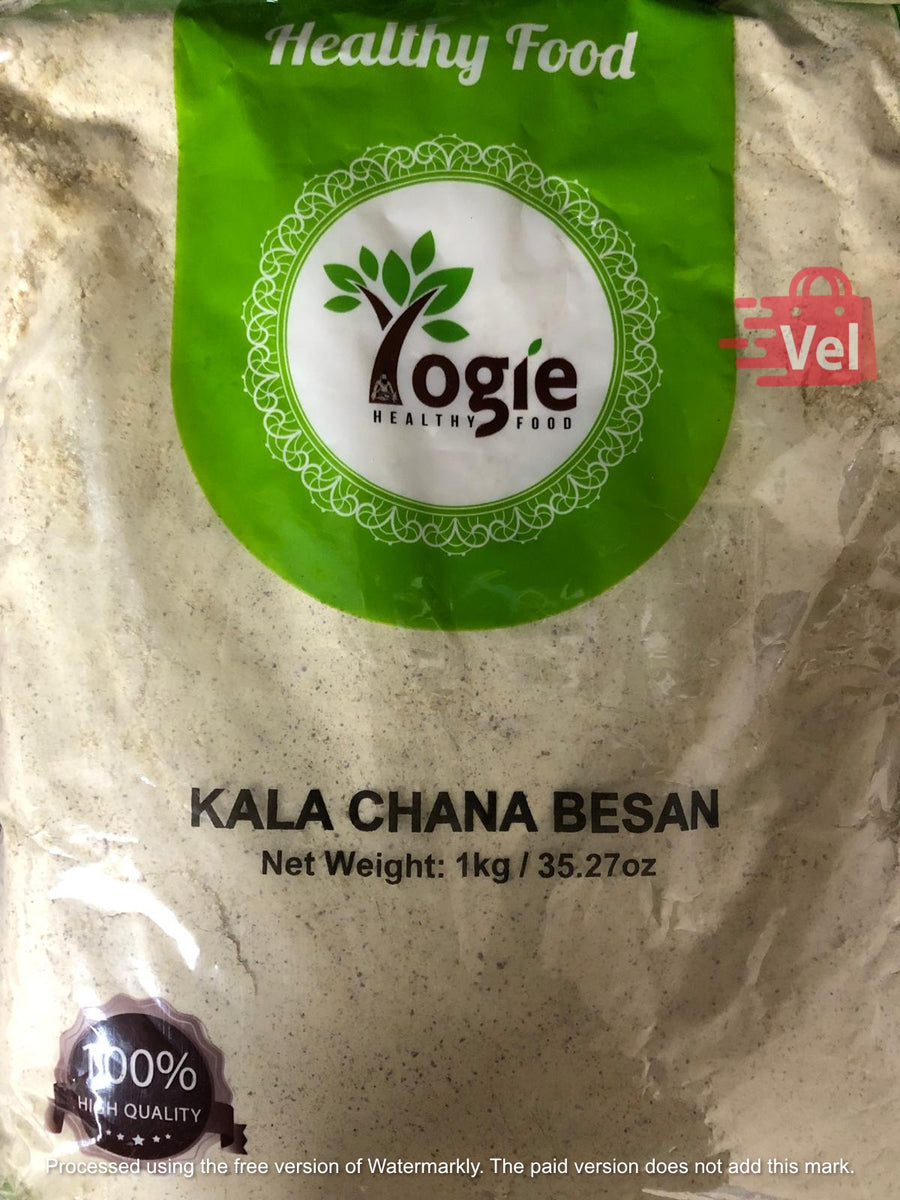 Healthy Food
Yogie
HEALTHY FOOD
Vel
KALA CHANA BESAN
Net Weight: 1kg / 35.27oz
100%
HIGH QUALITY
Processed using the free version of Watermarkly. The paid version does not add this mark.